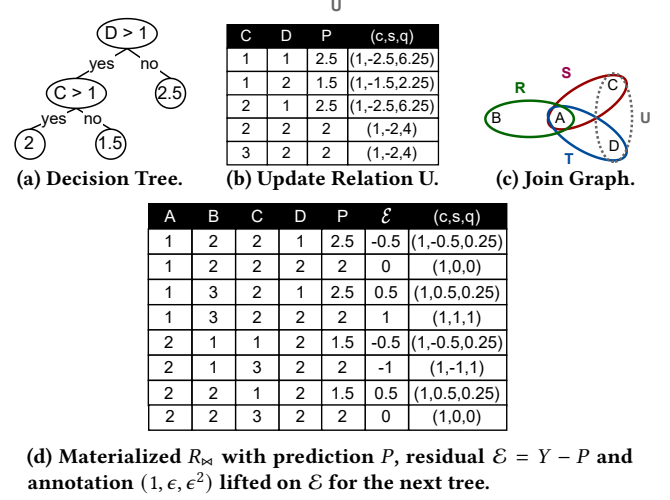 U
D > 1
yes
no
C > 1
2.5
yes
no
2
1.5
(a) Decision Tree.
C D P (c,s,q)
1 1 2.5 (1,-2.5,6.25)
1 2 1.5 (1,-1.5,2.25)
2 1 2.5 (1,-2.5,6.25)
2 2 2 (1,-2,4)
3 2 2 (1,-2,4)
(b) Update Relation U.
S
R
C
B
A
U
D
T
(c) Join Graph.
A B C D P ℰ (c,s,q)
1 2 2 1 2.5 -0.5 (1,-0.5,0.25)
1 2 2 2 2 0 (1,0,0)
1 3 2 1 2.5 0.5 (1,0.5,0.25)
1 3 2 2 2 1 (1,1,1)
2 1 1 2 1.5 -0.5 (1,-0.5,0.25)
2 1 3 2 2 -1 (1,-1,1)
2 2 1 2 1.5 0.5 (1,0.5,0.25)
2 2 3 2 2 0 (1,0,0)
(d) Materialized R⋈ with prediction P, residual ℰ = Y − P and
annotation (1, ϵ, ϵ²) lifted on ℰ for the next tree.